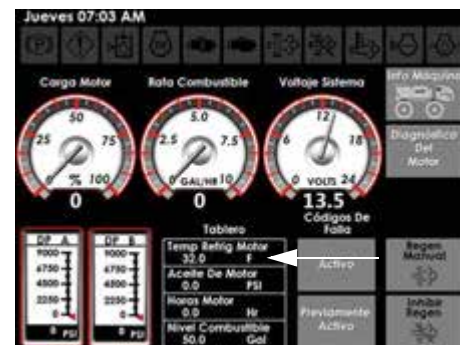 Jueves 07:03 AM
Carga Motor
Rata Combustible
Voltaje Sistema
Info Máquina
50
25
75
0
%
100
0
5.0
2.5
7.5
0
GAL/HR
10
0
12
6
18
0
VOLTS
24
13.5
Diagnóstico
Del
Motor
Códigos De
Falla
Tablero
DP A
9000
6750
4500
2250
0
0 PSI
DP B
9000
6750
4500
2250
0
0 PSI
Temp Refrig Motor
32.0 F
Aceite De Motor
0.0 PSI
Horas Motor
0.0 Hr
Nivel Combustible
50.0 Gal
Activo
Previamente
Activo
Regen
Manual
Inhibir
Regen